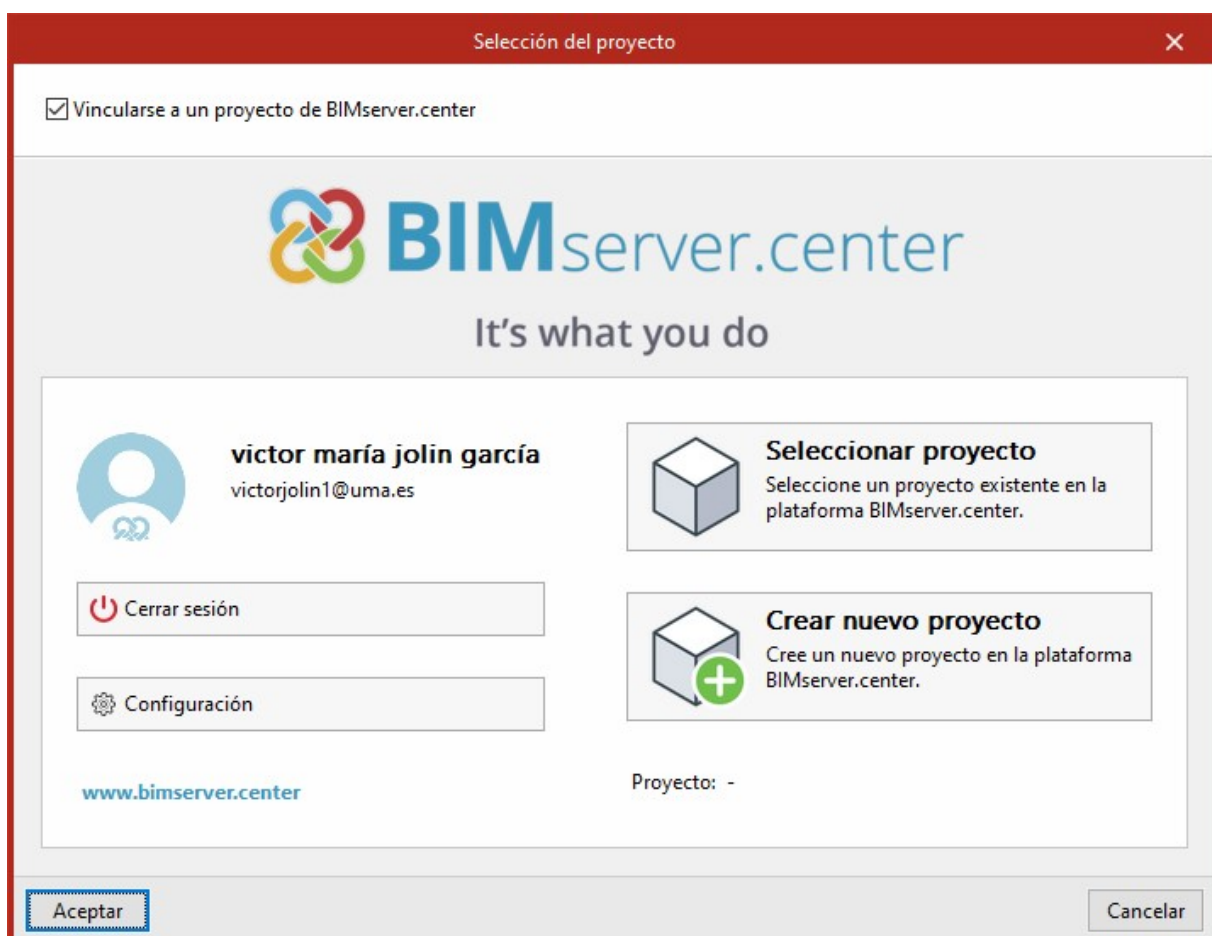 Selección del proyecto
Vincularse a un proyecto de BIMserver.center
BIMserver.center
It's what you do
victor maría jolin garcía
victorjolin1@uma.es
Cerrar sesión
Configuración
www.bimserver.center
Seleccionar proyecto
Seleccione un proyecto existente en la
plataforma BIMserver.center.
Crear nuevo proyecto
Cree un nuevo proyecto en la plataforma
BIMserver.center.
Proyecto: -
Aceptar
Cancelar